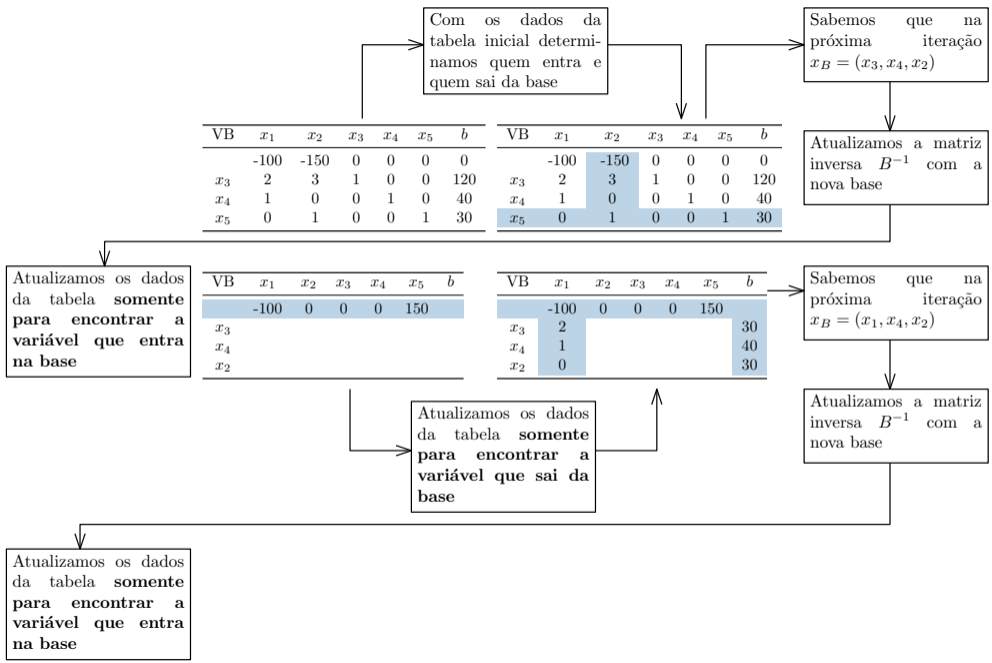 Com os dados da
tabela inicial determi-
namos quem entra e
quem sai da base
Sabemos que na
próxima iteração
x_B = (x_3, x_4, x_2)
VB x_1 x_2 x_3 x_4 x_5 b
-100 -150 0 0 0 0
x_3 2 3 1 0 0 120
x_4 1 0 0 1 0 40
x_5 0 1 0 0 1 30
VB x_1 x_2 x_3 x_4 x_5 b
-100 -150 0 0 0 0
x_3 2 3 1 0 0 120
x_4 1 0 0 1 0 40
x_5 0 1 0 0 1 30
Atualizamos a matriz
inversa B^{-1} com a
nova base
Atualizamos os dados
da tabela somente
para encontrar a
variável que entra
na base
VB x_1 x_2 x_3 x_4 x_5 b
-100 0 0 0 150
x_3
x_4
x_2
VB x_1 x_2 x_3 x_4 x_5 b
-100 0 0 0 150
x_3 2 30
x_4 1 40
x_2 0 30
Sabemos que na
próxima iteração
x_B = (x_1, x_4, x_2)
Atualizamos os dados
da tabela somente
para encontrar a
variável que sai da
base
Atualizamos a matriz
inversa B^{-1} com a
nova base
Atualizamos os dados
da tabela somente
para encontrar a
variável que entra
na base